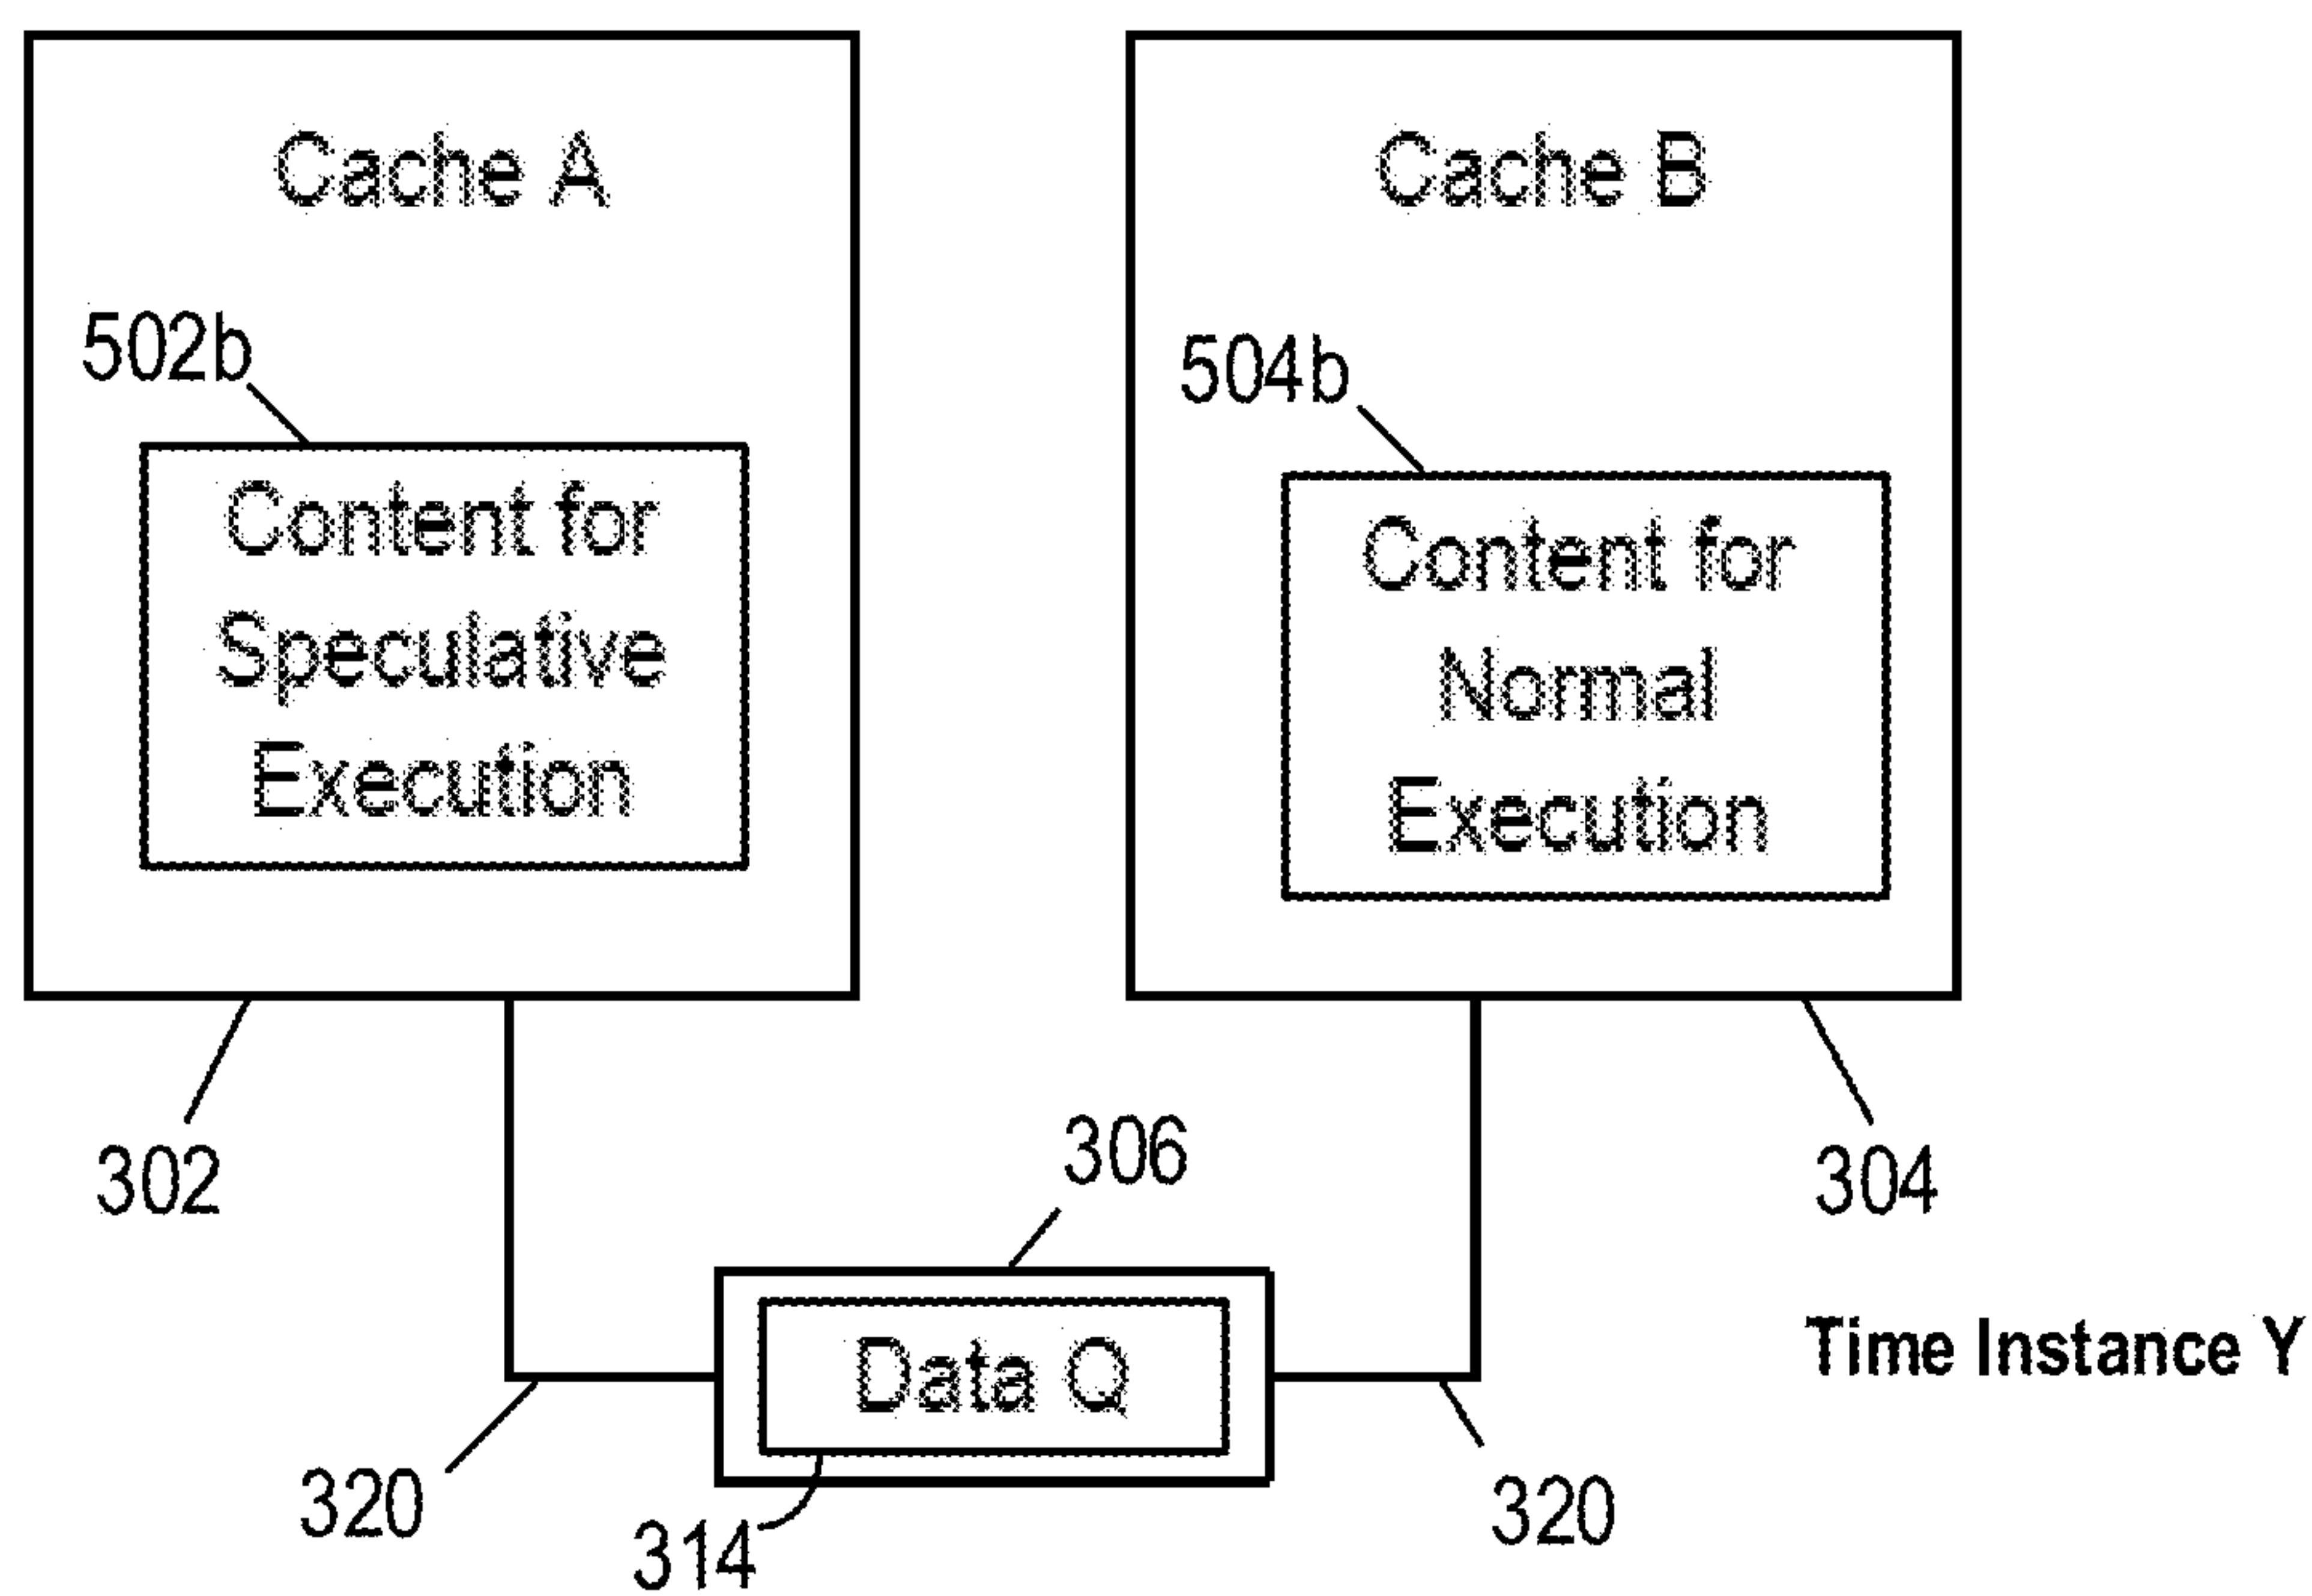 Cache A
Cache B
502b
504b
Content for
Speculative
Execution
Content for
Normal
Execution
302
306
304
Data Q
Time Instance Y
320
314
320